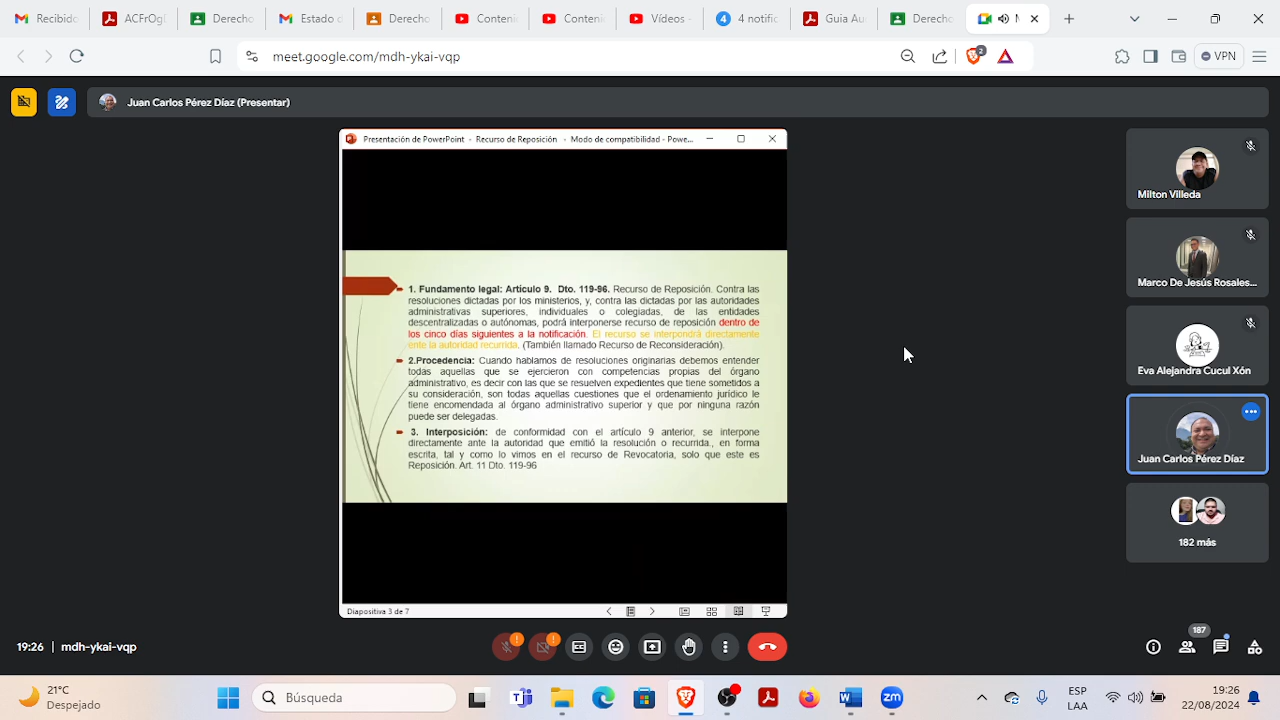 Recibido
ACFrOg
Derecho
Estado d
Derecho
Conteni
Conteni
Vídeos -
4 4 notific
Guia Au
Derecho
meet.google.com/mdh-ykai-vqp
2
VPN
Juan Carlos Pérez Díaz (Presentar)
Presentación de PowerPoint - Recurso de Reposición - Modo de compatibilidad - Powe...
1. Fundamento legal: Articulo 9. Dto. 119-96. Recurso de Reposición. Contra las
resoluciones dictadas por los ministerios, y, contra las dictadas por las autoridades
administrativas superiores, individuales o colegiadas, de las entidades
descentralizadas o autónomas, podrá interponerse recurso de reposición dentro de
los cinco días siguientes a la notificación. El recurso se interpondrá directamente
ente la autoridad recurrida. (También llamado Recurso de Reconsideración).
2.Procedencia: Cuando hablamos de resoluciones originarias debemos entender
todas aquellas que se ejercieron con competencias propias del órgano
administrativo, es decir con las que se resuelven expedientes que tiene sometidos a
su consideración, son todas aquellas cuestiones que el ordenamiento jurídico le
tiene encomendada al órgano administrativo superior y que por ninguna razón
puede ser delegadas.
3. Interposición: de conformidad con el artículo 9 anterior, se interpone
directamente ante la autoridad que emitió la resolución o recurrida., en forma
escrita, tal y como lo vimos en el recurso de Revocatoria, solo que este es
Reposición. Art. 11 Dto. 119-96
Diapositiva 3 de 7
Milton Villeda
Marco De Jesús Perales...
Eva Alejandra Cucul Xón
Juan Carlos Pérez Díaz
182 más
19:26 | mdh-ykai-vqp
187
21°C
Despejado
Búsqueda
ESP
LAA
19:26
22/08/2024